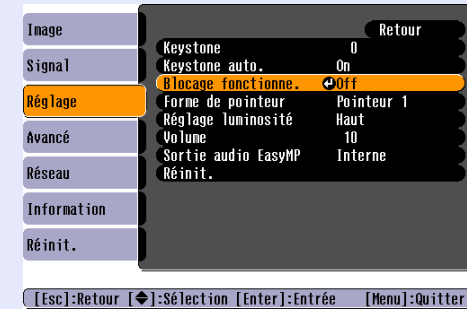 Image
Signal
Réglage
Avancé
Réseau
Information
Réinit.
Retour
Keystone 0
Keystone auto. On
Blocage fonctionne. Off
Forme de pointeur Pointeur 1
Réglage luminosité Haut
Volume 10
Sortie audio EasyMP Interne
Réinit.
[Esc]:Retour [◆]:Sélection [Enter]:Entrée [Menu]:Quitter